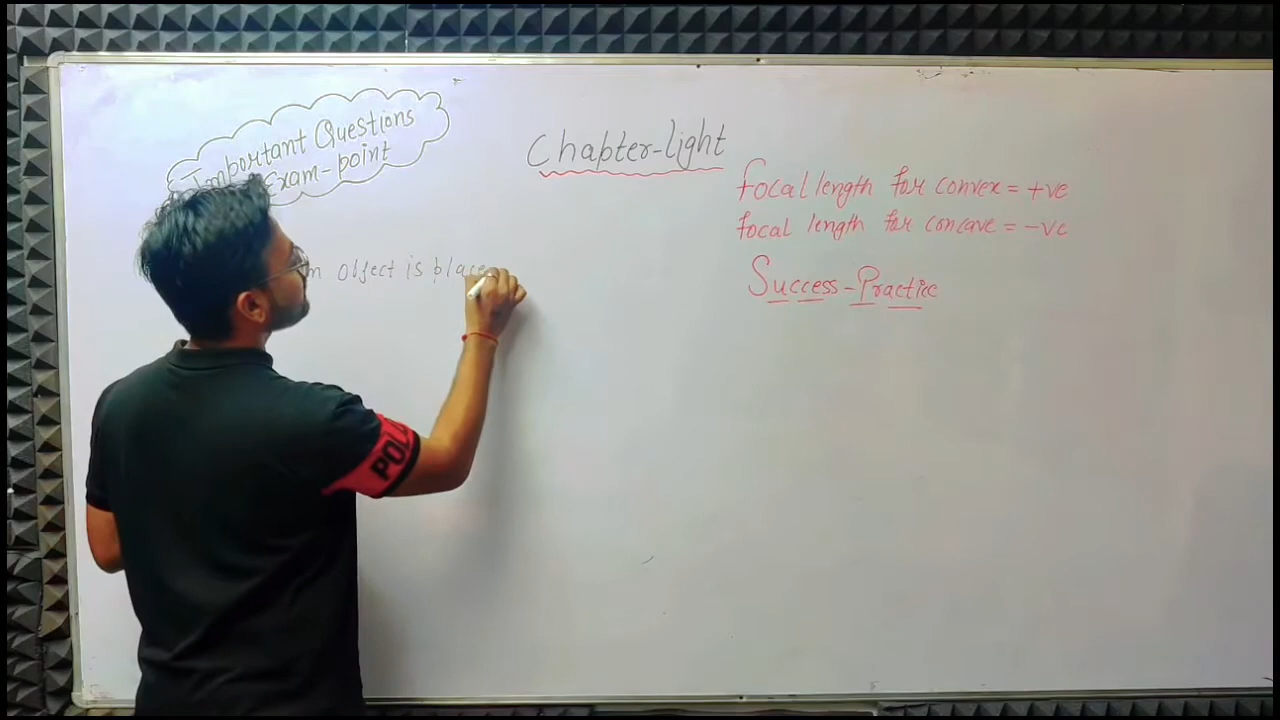 Important Questions
Exam-point
Chapter-light
focal length for convex = +ve
focal length for concave = -ve
Success-Practice
object is place
POL